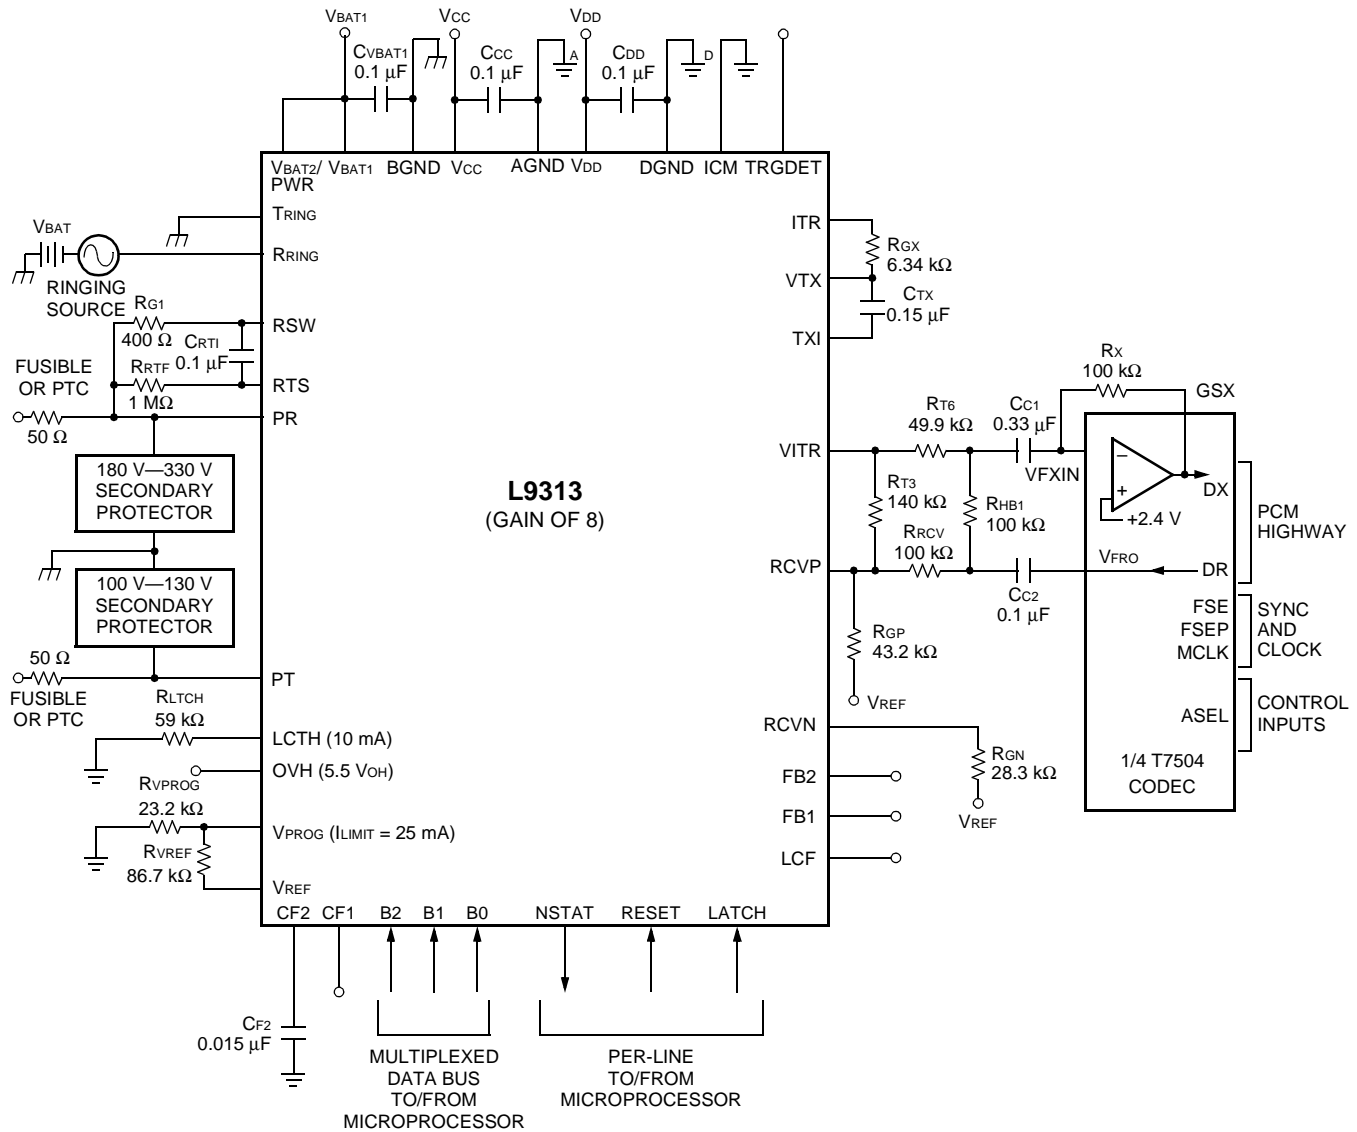 VBAT1
VCC
VDD
CVBAT1
0.1 µF
CCC
0.1 µF
A
CDD
0.1 µF
D
VBAT2/
PWR
VBAT1
BGND
VCC
AGND
VDD
DGND
ICM
TRGDET
TRING
VBAT
RRING
RINGING
SOURCE
RG1
400 Ω
RSW
CRTI
0.1 µF
FUSIBLE
OR PTC
RRTF
1 MΩ
RTS
50 Ω
PR
180 V—330 V
SECONDARY
PROTECTOR
100 V—130 V
SECONDARY
PROTECTOR
50 Ω
PT
FUSIBLE
OR PTC
RLTCH
59 kΩ
LCTH (10 mA)
OVH (5.5 VOH)
RVPROG
23.2 kΩ
VPROG (ILIMIT = 25 mA)
RVREF
86.7 kΩ
VREF
L9313
(GAIN OF 8)
ITR
RGX
6.34 kΩ
VTX
CTX
0.15 µF
TXI
VITR
RT6
49.9 kΩ
CC1
0.33 µF
RX
100 kΩ
GSX
VFXIN
−
+
+2.4 V
DX
PCM
HIGHWAY
RT3
140 kΩ
RHB1
100 kΩ
RRCV
100 kΩ
RCVP
CC2
0.1 µF
VFRO
DR
FSE
FSEP
MCLK
SYNC
AND
CLOCK
RGP
43.2 kΩ
VREF
ASEL
CONTROL
INPUTS
RCVN
RGN
28.3 kΩ
VREF
1/4 T7504
CODEC
FB2
FB1
LCF
CF2
CF1
B2
B1
B0
NSTAT
RESET
LATCH
CF2
0.015 µF
MULTIPLEXED
DATA BUS
TO/FROM
MICROPROCESSOR
PER-LINE
TO/FROM
MICROPROCESSOR